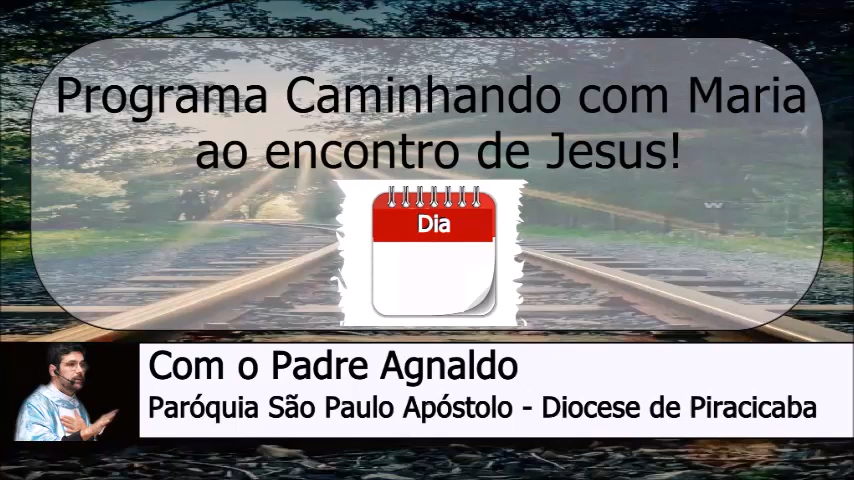 Programa Caminhando com Maria
ao encontro de Jesus!
Dia
Com o Padre Agnaldo
Paróquia São Paulo Apóstolo - Diocese de Piracicaba